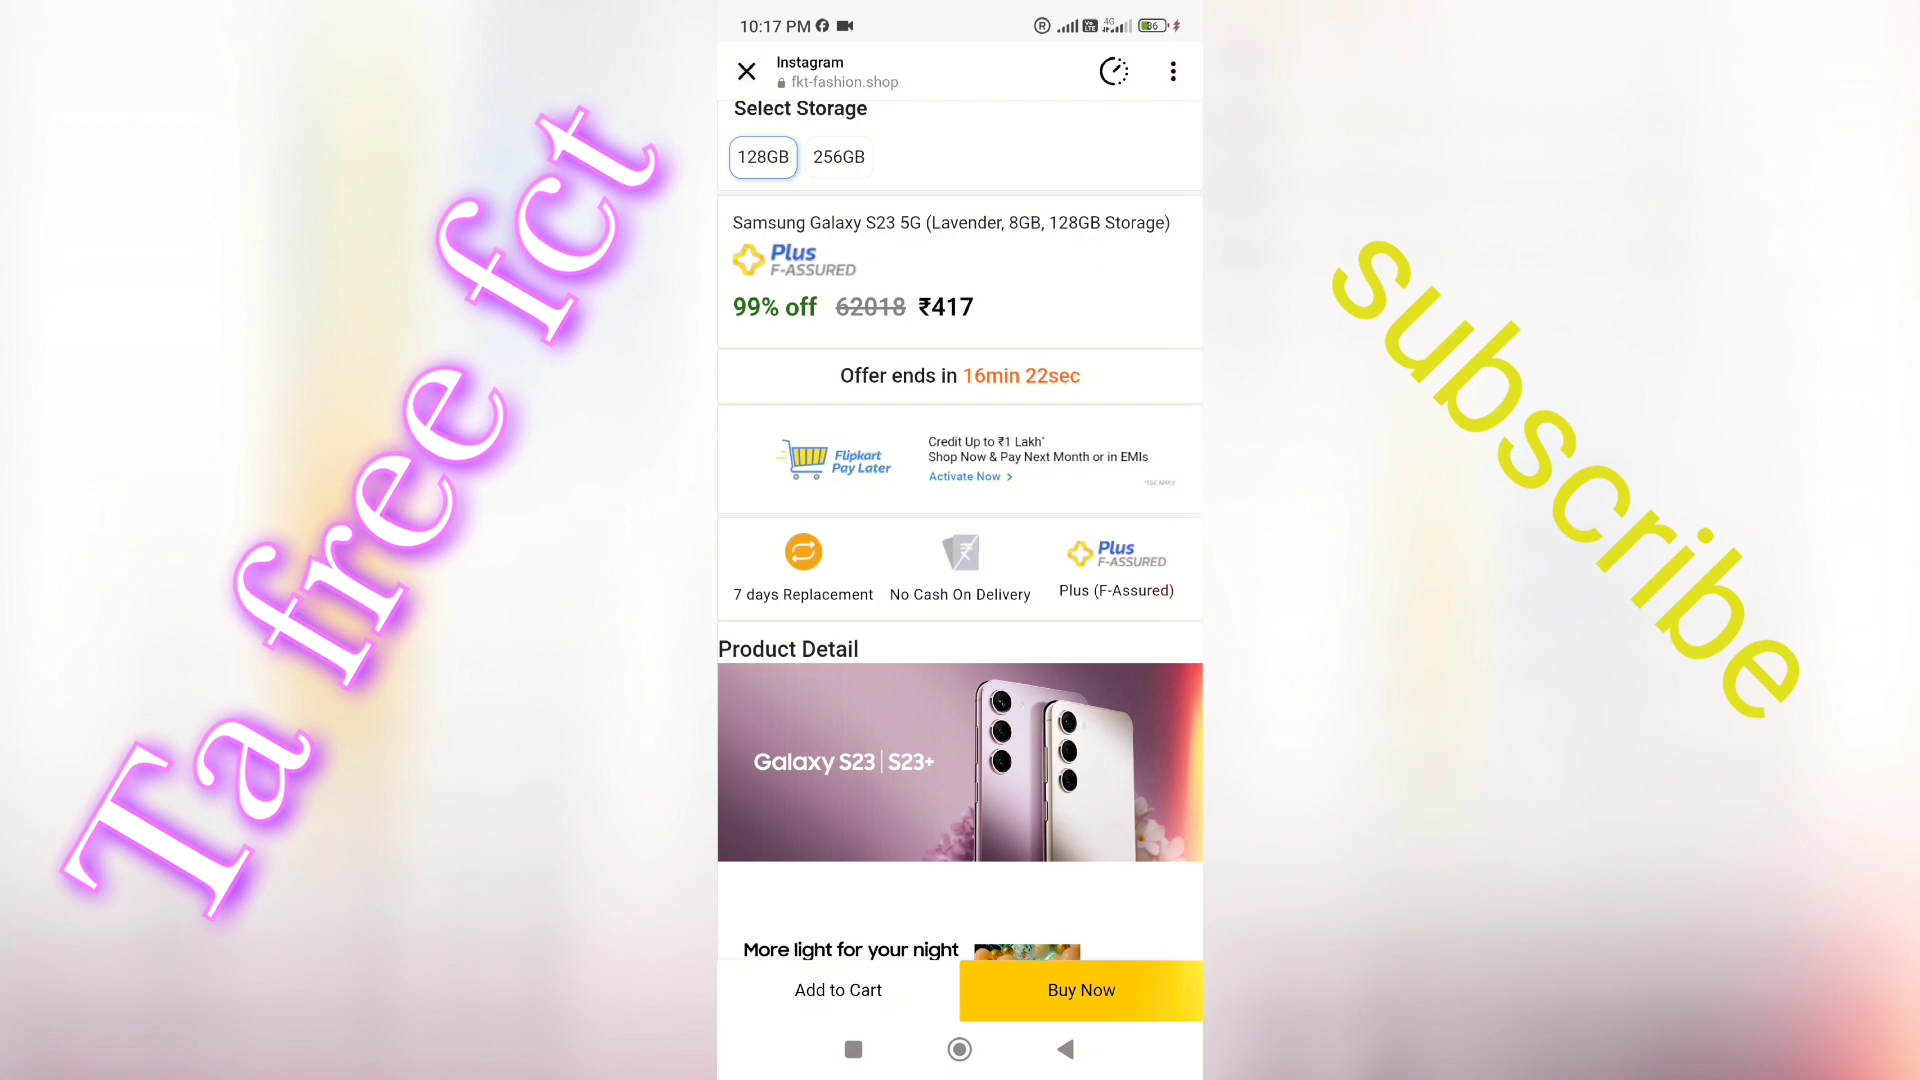 Ta free fct
subscribe
10:17 PM
4G
36
Instagram
fkt-fashion.shop
Select Storage
128GB
256GB
Samsung Galaxy S23 5G (Lavender, 8GB, 128GB Storage)
Plus
F-ASSURED
99% off 62018 ₹417
Offer ends in 16min 22sec
Flipkart
Pay Later
Credit Up to ₹1 Lakh*
Shop Now & Pay Next Month or in EMIs
Activate Now >
*T&C APPLY
Plus
F-ASSURED
7 days Replacement
No Cash On Delivery
Plus (F-Assured)
Product Detail
Galaxy S23 | S23+
More light for your night
Add to Cart
Buy Now